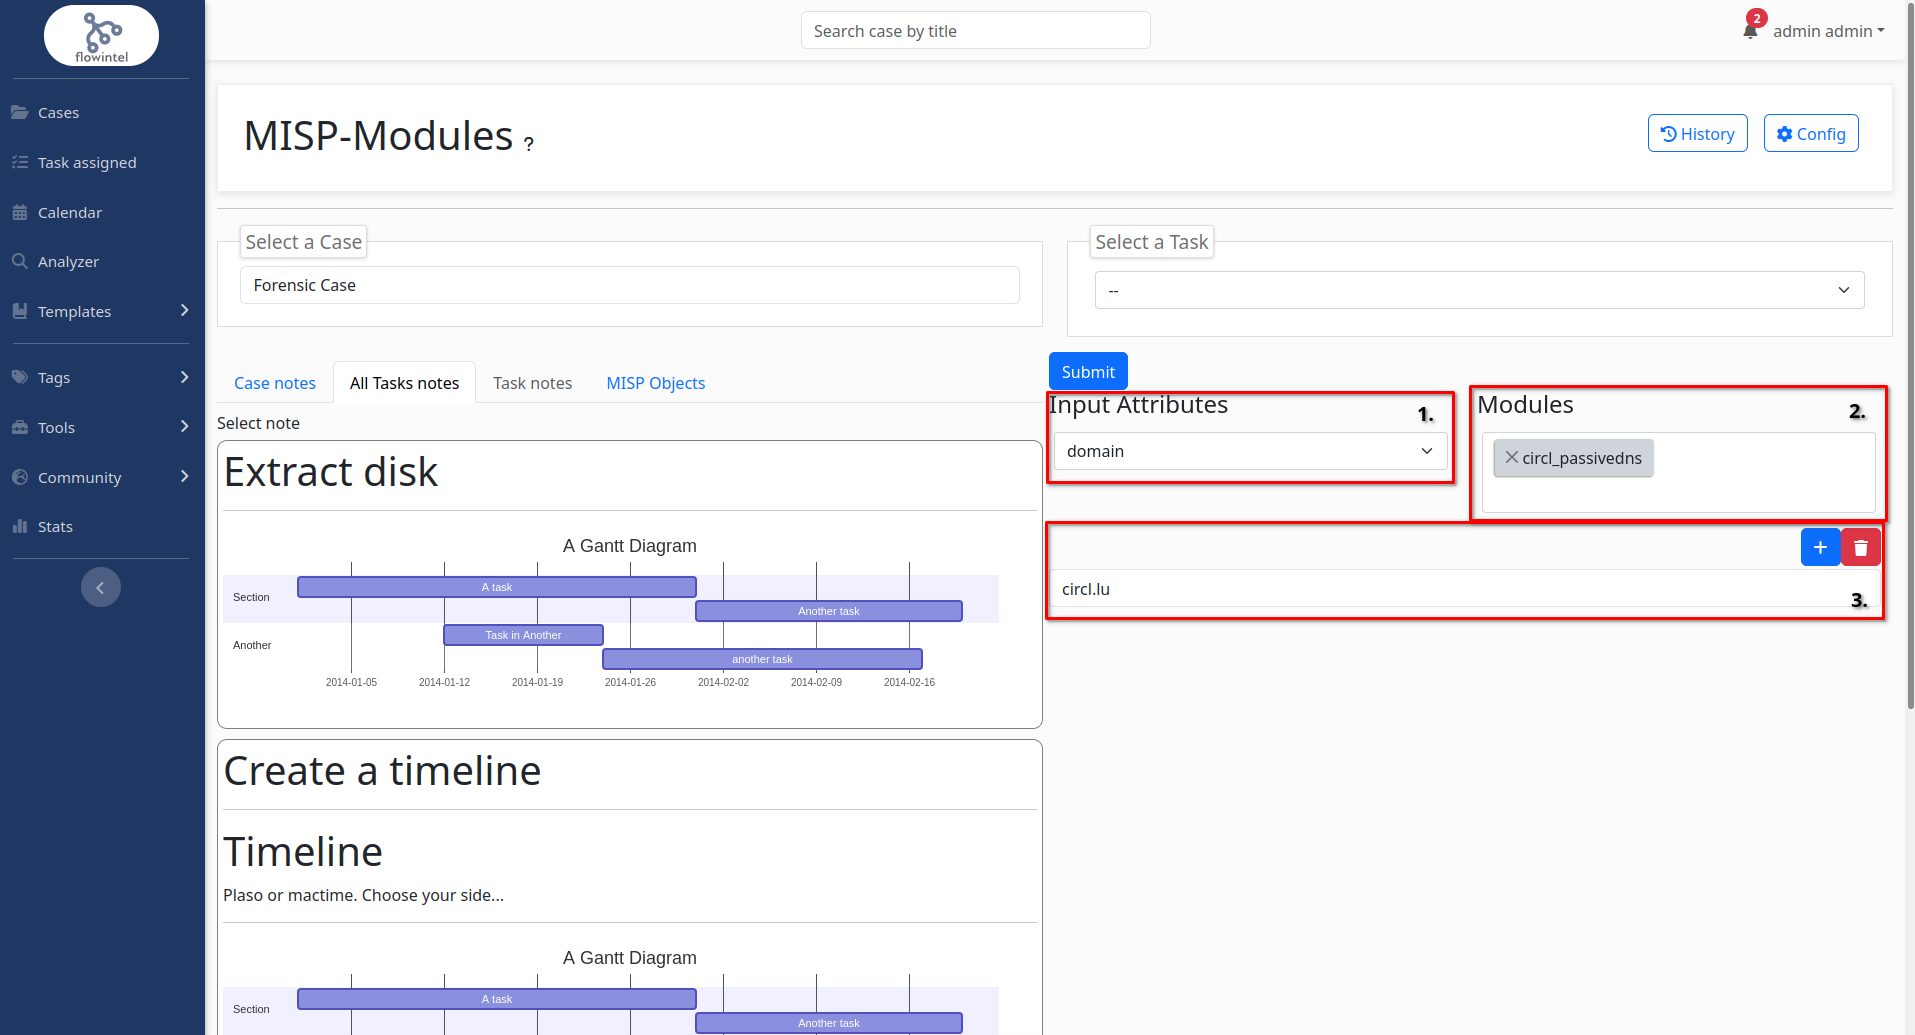 flowintel
Search case by title
2
admin admin
Cases
Task assigned
Calendar
Analyzer
Templates
Tags
Tools
Community
Stats
MISP-Modules ?
History
Config
Select a Case
Forensic Case
Select a Task
--
Case notes
All Tasks notes
Task notes
MISP Objects
Select note
Extract disk
A Gantt Diagram
Section
A task
Another task
Another
Task in Another
another task
2014-01-05 2014-01-12 2014-01-19 2014-01-26 2014-02-02 2014-02-09 2014-02-16
Create a timeline
Timeline
Plaso or mactime. Choose your side...
A Gantt Diagram
Section
A task
Another task
Submit
Input Attributes
1.
domain
Modules
2.
circl_passivedns
+
circl.lu
3.